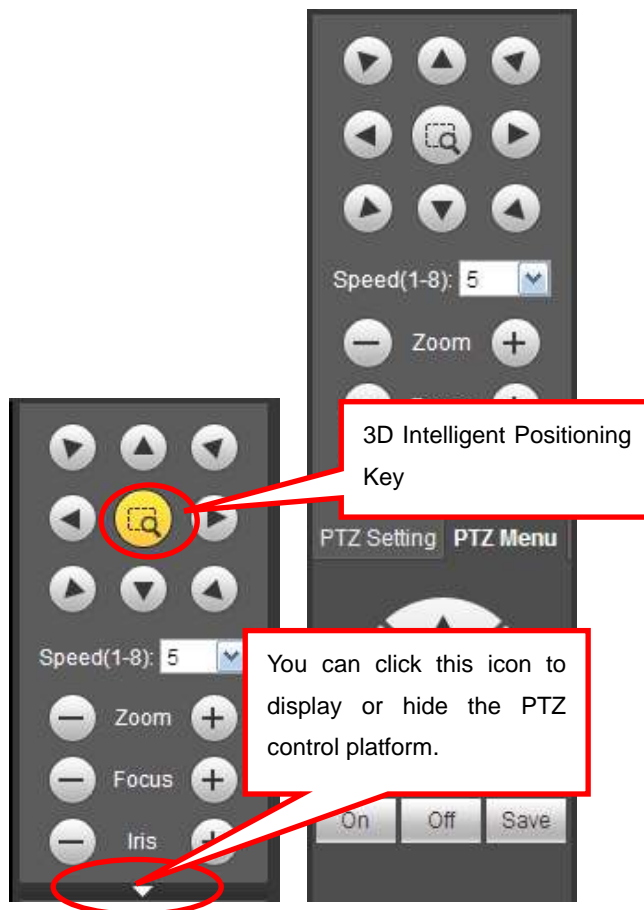 Speed(1-8): 5
Zoom
3D Intelligent Positioning
Key
PTZ Setting PTZ Menu
Speed(1-8): 5
Zoom
Focus
Iris
You can click this icon to
display or hide the PTZ
control platform.
On Off Save